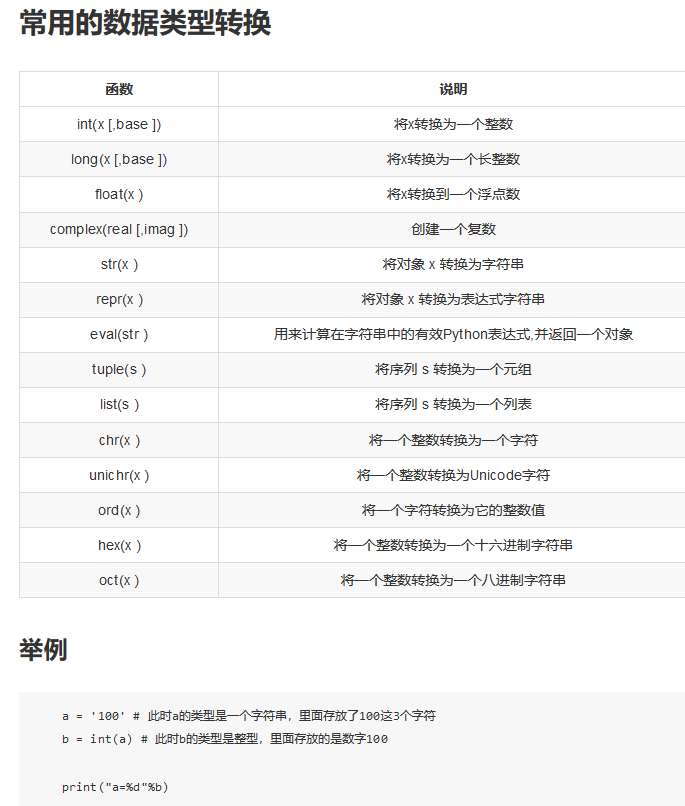 常用的数据类型转换
函数 说明
int(x [,base ]) 将x转换为一个整数
long(x [,base ]) 将x转换为一个长整数
float(x ) 将x转换到一个浮点数
complex(real [,imag ]) 创建一个复数
str(x ) 将对象 x 转换为字符串
repr(x ) 将对象 x 转换为表达式字符串
eval(str ) 用来计算在字符串中的有效Python表达式,并返回一个对象
tuple(s ) 将序列 s 转换为一个元组
list(s ) 将序列 s 转换为一个列表
chr(x ) 将一个整数转换为一个字符
unichr(x ) 将一个整数转换为Unicode字符
ord(x ) 将一个字符转换为它的整数值
hex(x ) 将一个整数转换为一个十六进制字符串
oct(x ) 将一个整数转换为一个八进制字符串
举例
a = '100' # 此时a的类型是一个字符串，里面存放了100这3个字符
b = int(a) # 此时b的类型是整型，里面存放的是数字100
print("a=%d"%b)